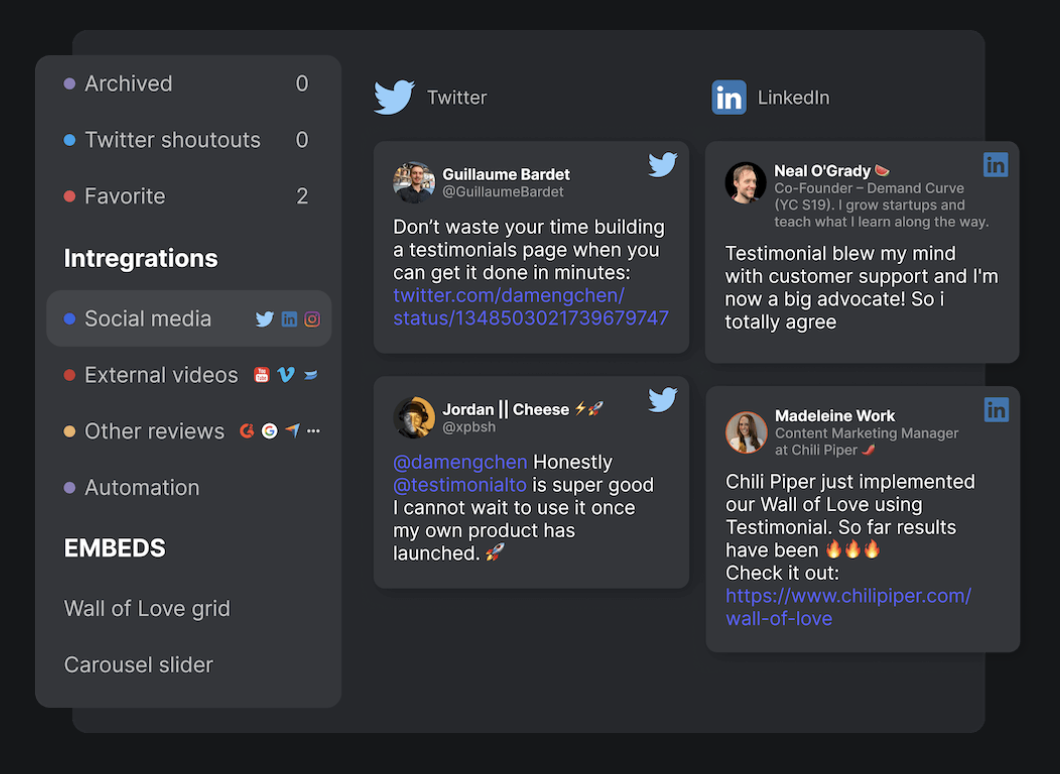 Archived 0
Twitter shoutouts 0
Favorite 2
Intregrations
Social media
External videos
Other reviews
Automation
EMBEDS
Wall of Love grid
Carousel slider
Twitter
Guillaume Bardet
@GuillaumeBardet
Don’t waste your time building
a testimonials page when you
can get it done in minutes:
twitter.com/damengchen/
status/1348503021739679747
Jordan || Cheese ⚡🚀
@xpbsh
@damengchen Honestly
@testimonialto is super good
I cannot wait to use it once
my own product has
launched. 🚀
LinkedIn
Neal O'Grady 🍉
Co-Founder – Demand Curve
(YC S19). I grow startups and
teach what I learn along the way.
Testimonial blew my mind
with customer support and I'm
now a big advocate! So i
totally agree
Madeleine Work
Content Marketing Manager
at Chili Piper 🌶️
Chili Piper just implemented
our Wall of Love using
Testimonial. So far results
have been 🔥🔥🔥
Check it out:
https://www.chilipiper.com/
wall-of-love